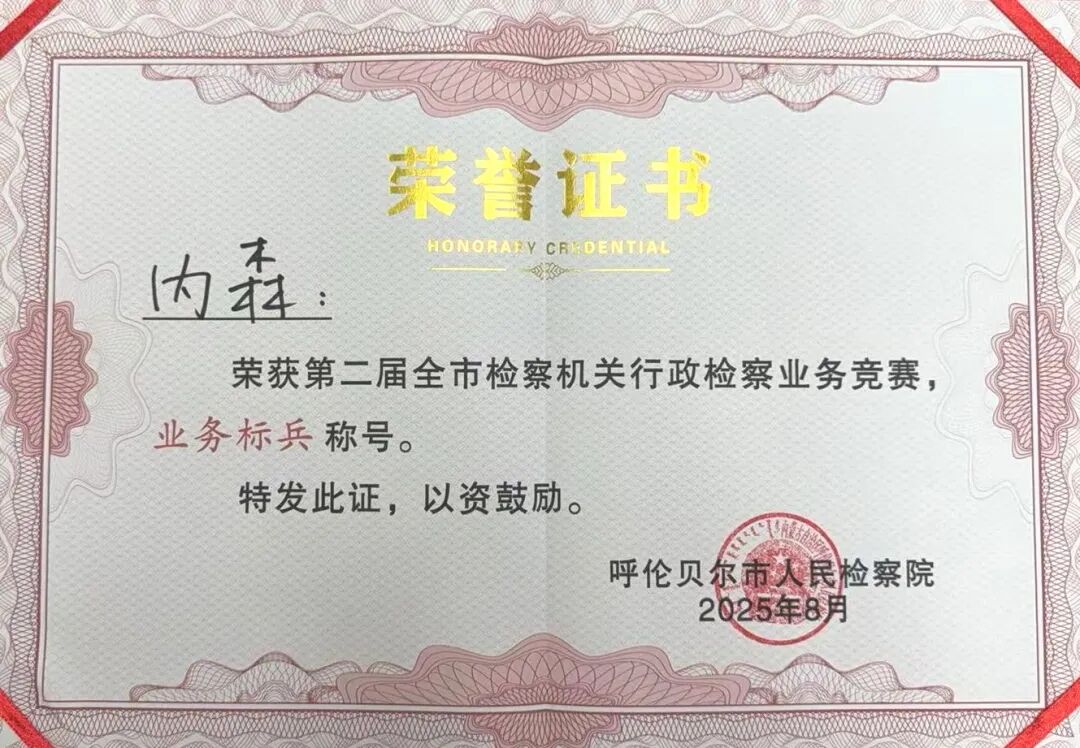 荣誉证书
HONORARY CREDENTIAL
内森：
荣获第二届全市检察机关行政检察业务竞赛，
业务标兵 称号。
特发此证，以资鼓励。
呼伦贝尔市人民检察院
2025年8月